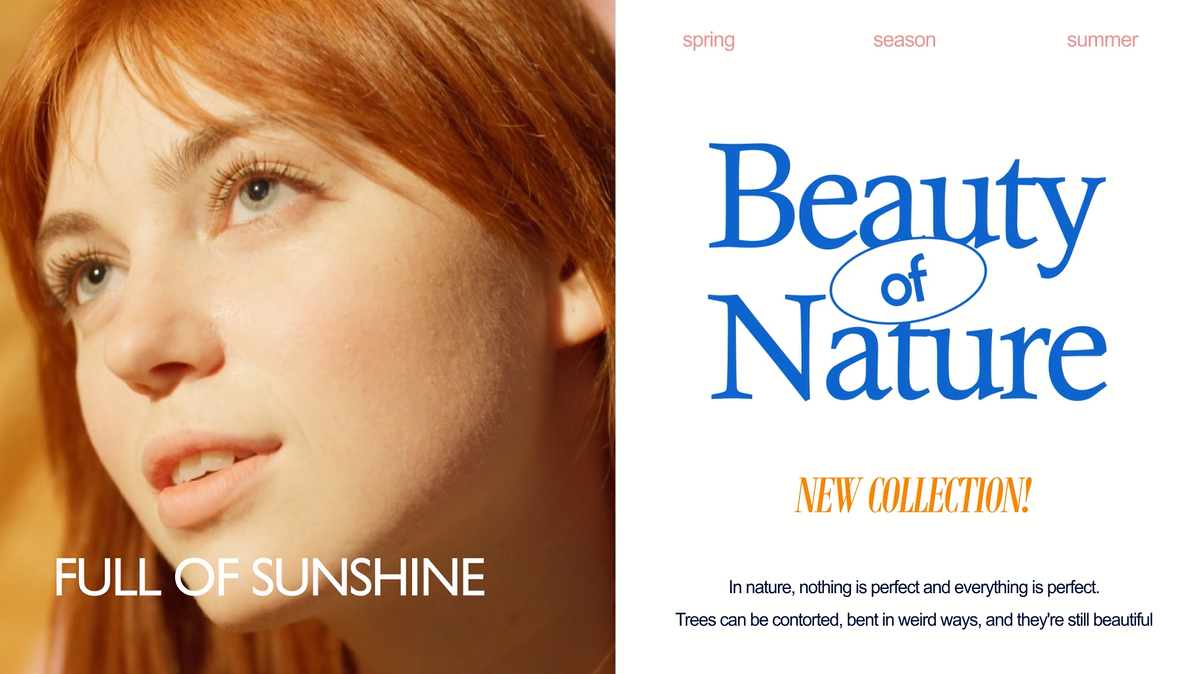 spring season summer
Beauty
of
Nature
NEW COLLECTION!
FULL OF SUNSHINE
In nature, nothing is perfect and everything is perfect.
Trees can be contorted, bent in weird ways, and they're still beautiful